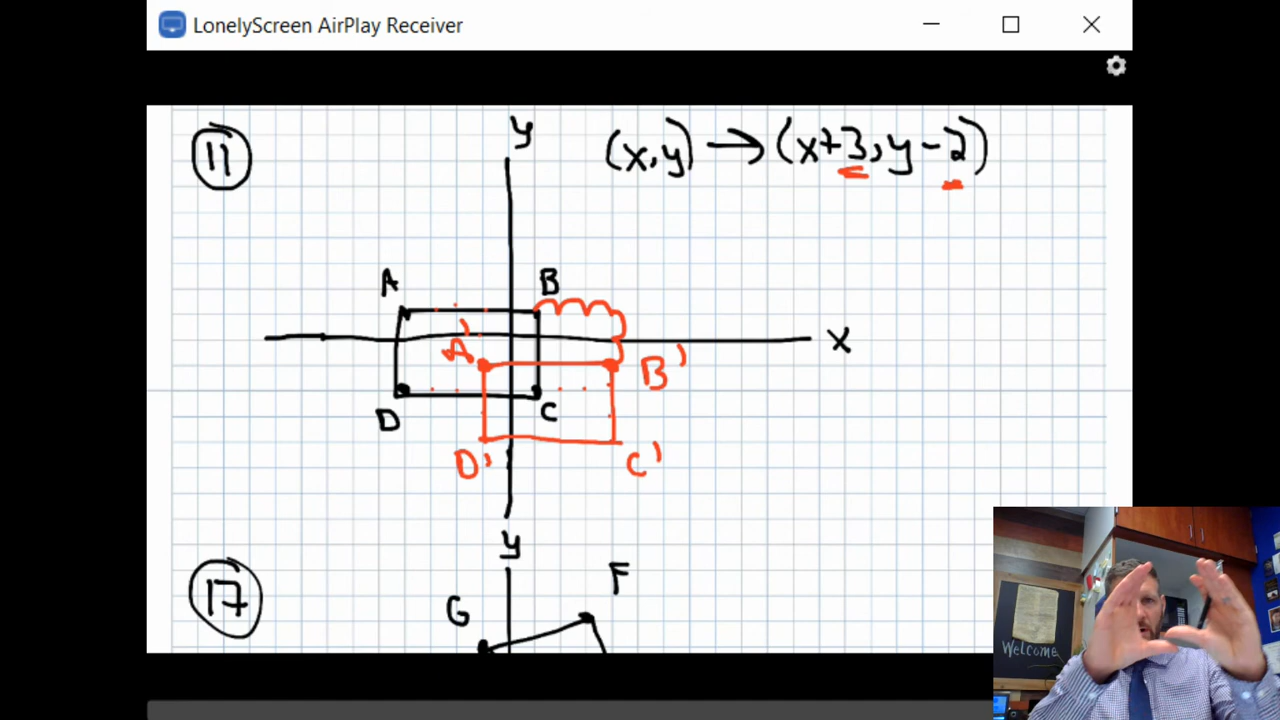 LonelyScreen AirPlay Receiver
11
y
(x,y) → (x+3, y-2)
A
B
A'
B'
x
D
C
D'
C'
y
17
G
F
Welcome